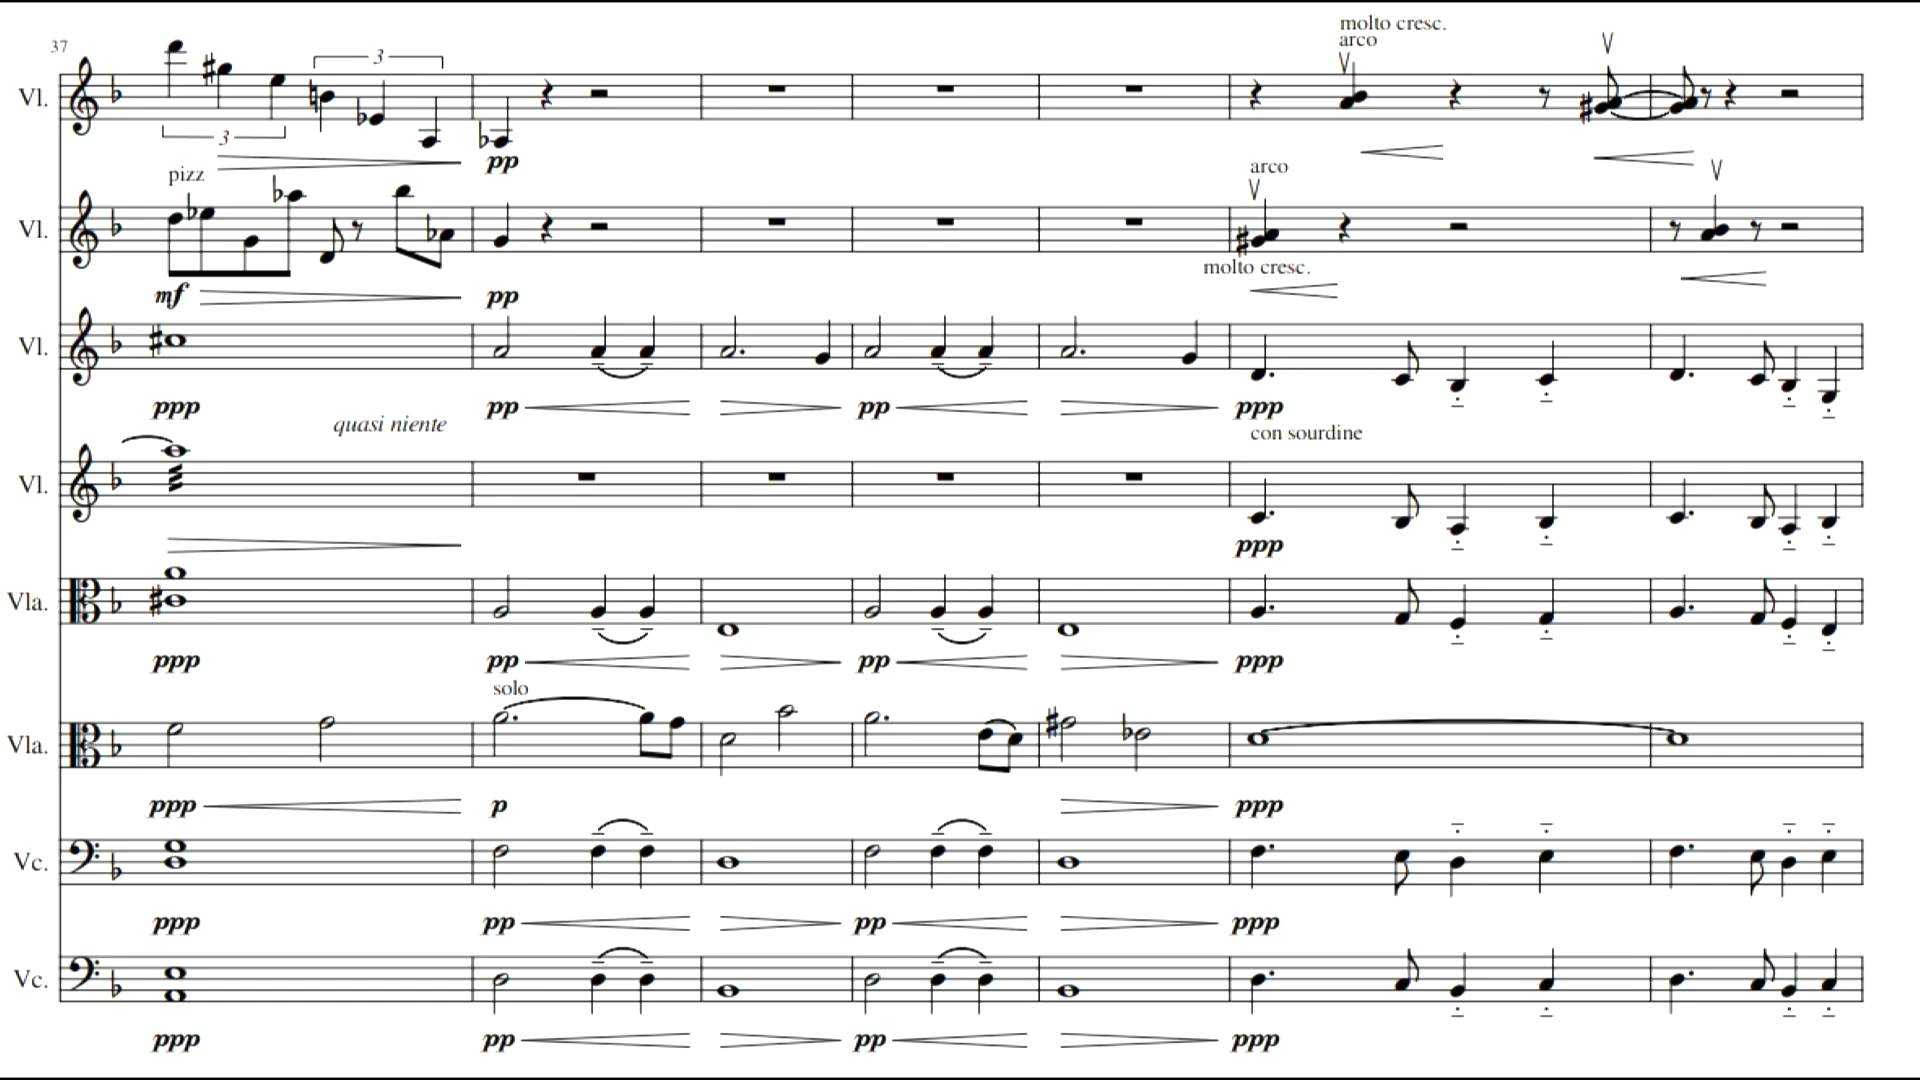 molto cresc.
arco
37
3
Vl.
3
pp
pizz
arco
Vl.
molto cresc.
mf
pp
Vl.
ppp
pp
pp
ppp
quasi niente
con sourdine
Vl.
ppp
Vla.
ppp
pp
pp
ppp
solo
Vla.
ppp
p
ppp
Vc.
ppp
pp
pp
ppp
Vc.
ppp
pp
pp
ppp